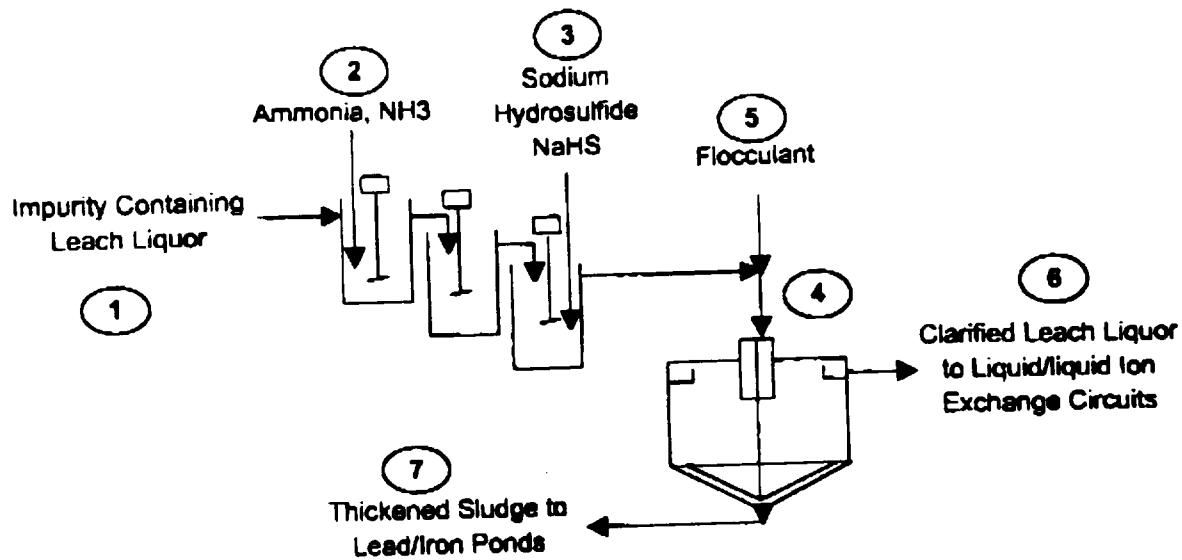 3
2
Sodium
Hydrosulfide
NaHS
Ammonia, NH3
5
Flocculant
Impurity Containing
Leach Liquor
1
4
6
Clarified Leach Liquor
to Liquid/liquid Ion
Exchange Circuits
7
Thickened Sludge to
Lead/Iron Ponds